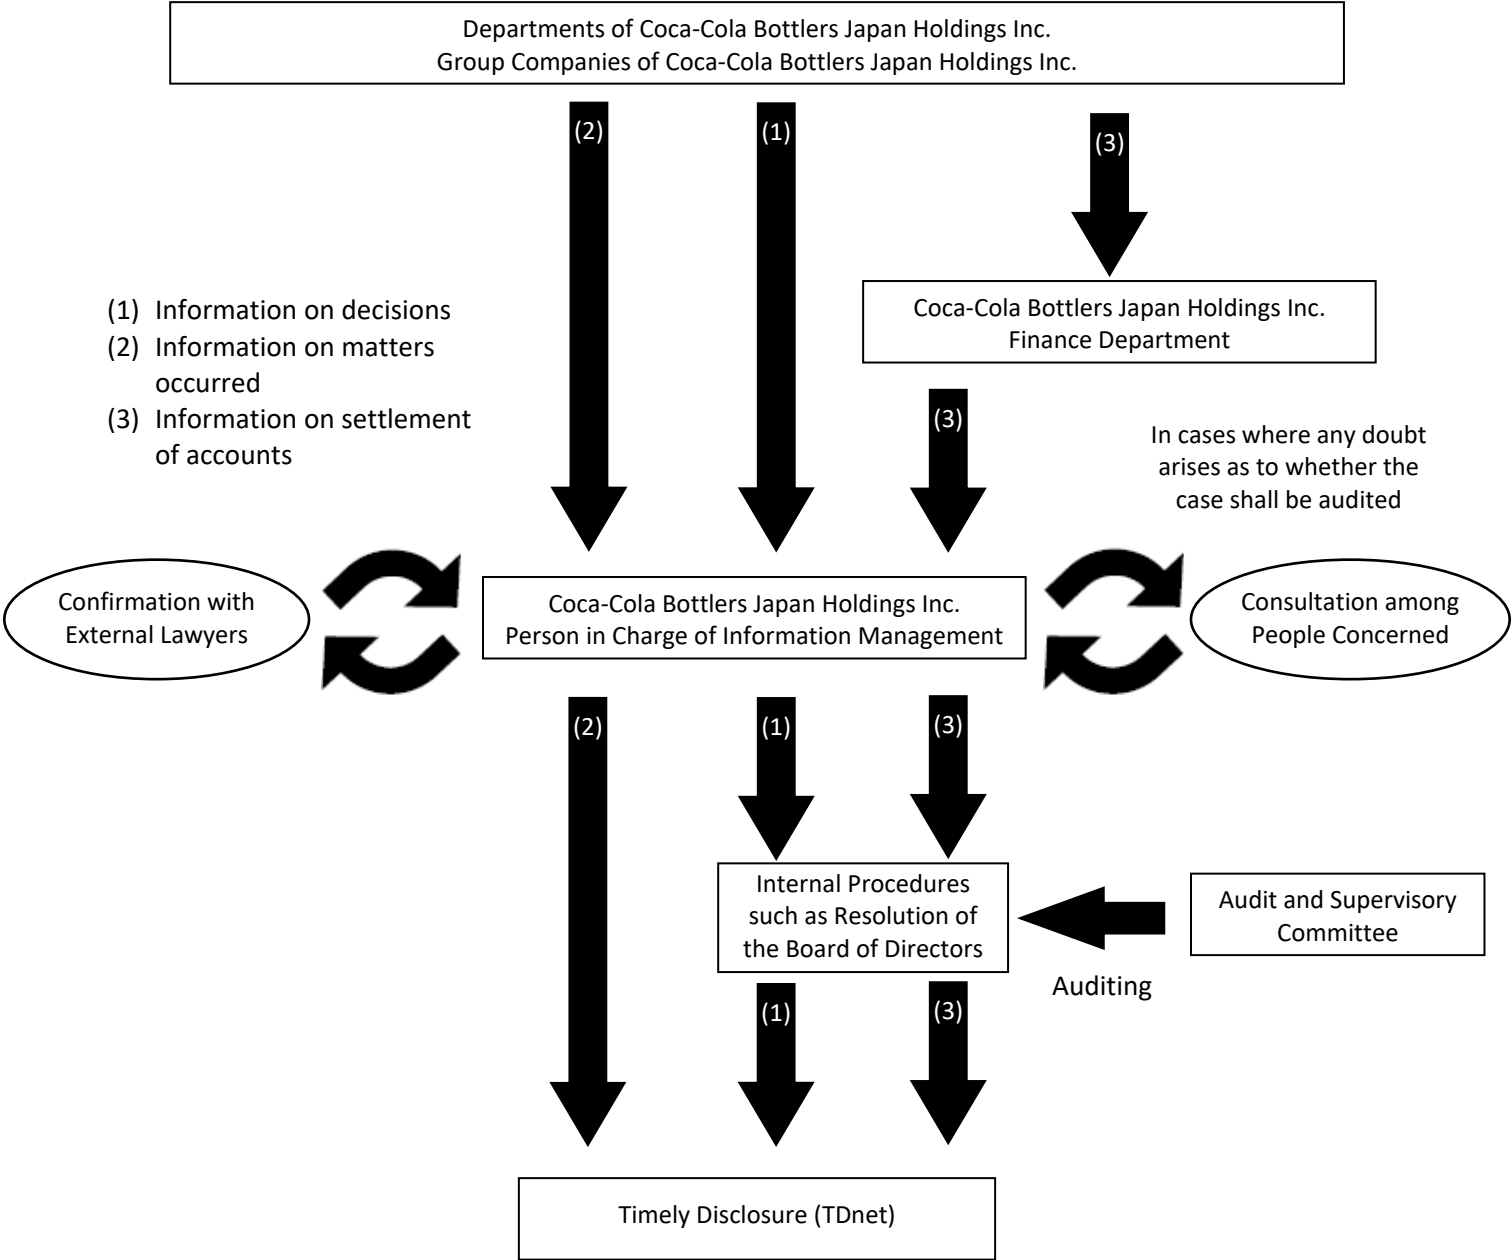 Departments of Coca-Cola Bottlers Japan Holdings Inc.
Group Companies of Coca-Cola Bottlers Japan Holdings Inc.
(2)
(1)
(3)
(1) Information on decisions
(2) Information on matters
occurred
(3) Information on settlement
of accounts
Coca-Cola Bottlers Japan Holdings Inc.
Finance Department
(3)
In cases where any doubt
arises as to whether the
case shall be audited
Confirmation with
External Lawyers
Coca-Cola Bottlers Japan Holdings Inc.
Person in Charge of Information Management
Consultation among
People Concerned
(2)
(1)
(3)
Internal Procedures
such as Resolution of
the Board of Directors
Audit and Supervisory
Committee
Auditing
(1)
(3)
Timely Disclosure (TDnet)